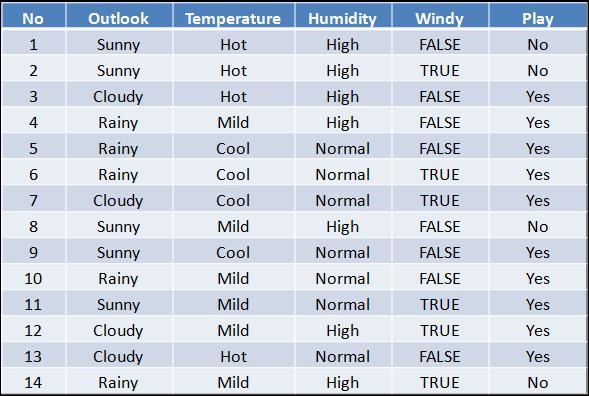 No Outlook Temperature Humidity Windy Play
1 Sunny Hot High FALSE No
2 Sunny Hot High TRUE No
3 Cloudy Hot High FALSE Yes
4 Rainy Mild High FALSE Yes
5 Rainy Cool Normal FALSE Yes
6 Rainy Cool Normal TRUE Yes
7 Cloudy Cool Normal TRUE Yes
8 Sunny Mild High FALSE No
9 Sunny Cool Normal FALSE Yes
10 Rainy Mild Normal FALSE Yes
11 Sunny Mild Normal TRUE Yes
12 Cloudy Mild High TRUE Yes
13 Cloudy Hot Normal FALSE Yes
14 Rainy Mild High TRUE No